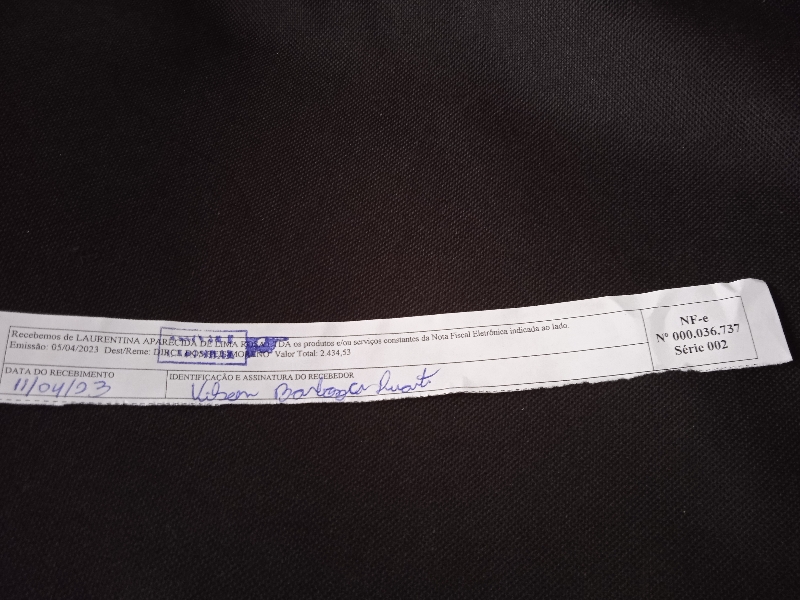 Recebemos de LAURENTINA APARECIDA DE LIMA LTDA os produtos e/ou serviços constantes da Nota Fiscal Eletrônica indicada ao lado.
Emissão: 05/04/2023 Dest/Reme: Valor Total: 2.434,53
NF-e
Nº 000.036.737
Série 002
DATA DO RECEBIMENTO
11/04/23
IDENTIFICAÇÃO E ASSINATURA DO RECEBEDOR
Barbosa